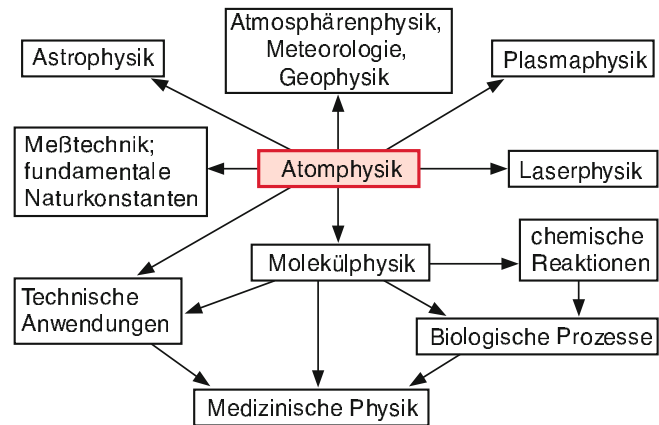 Atmosphärenphysik,
Meteorologie,
Geophysik
Astrophysik
Plasmaphysik
Meßtechnik;
fundamentale
Naturkonstanten
Atomphysik
Laserphysik
chemische
Reaktionen
Molekülphysik
Technische
Anwendungen
Biologische Prozesse
Medizinische Physik